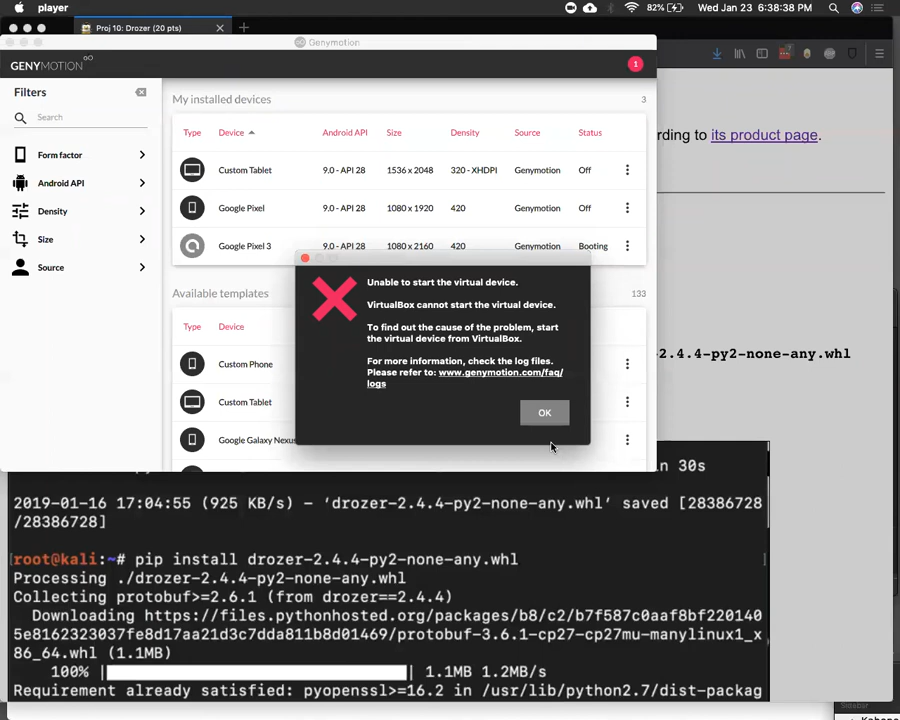 player
82%
Wed Jan 23 6:38:38 PM
Proj 10: Drozer (20 pts)
Genymotion
GENYMOTION
1
Filters
Search
Form factor
Android API
Density
Size
Source
My installed devices
3
Type Device Android API Size Density Source Status
Custom Tablet 9.0 - API 28 1536 x 2048 320 - XHDPI Genymotion Off
Google Pixel 9.0 - API 28 1080 x 1920 420 Genymotion Off
Google Pixel 3 9.0 - API 28 1080 x 2160 420 Genymotion Booting
Available templates
133
Type Device
Custom Phone
Custom Tablet
Google Galaxy Nexus
Unable to start the virtual device.
VirtualBox cannot start the virtual device.
To find out the cause of the problem, start
the virtual device from VirtualBox.
For more information, check the log files.
Please refer to: www.genymotion.com/faq/
logs
OK
rding to its product page.
2.4.4-py2-none-any.whl
in 30s
2019-01-16 17:04:55 (925 KB/s) – ‘drozer-2.4.4-py2-none-any.whl’ saved [28386728
/28386728]
root@kali:~# pip install drozer-2.4.4-py2-none-any.whl
Processing ./drozer-2.4.4-py2-none-any.whl
Collecting protobuf>=2.6.1 (from drozer==2.4.4)
Downloading https://files.pythonhosted.org/packages/b8/c2/b7f587c0aaf8bf220140
5e8162323037fe8d17aa21d3c7dda811b8d01469/protobuf-3.6.1-cp27-cp27mu-manylinux1_x
86_64.whl (1.1MB)
100% || 1.1MB 1.2MB/s
Requirement already satisfied: pyopenssl>=16.2 in /usr/lib/python2.7/dist-packag
Sidebar